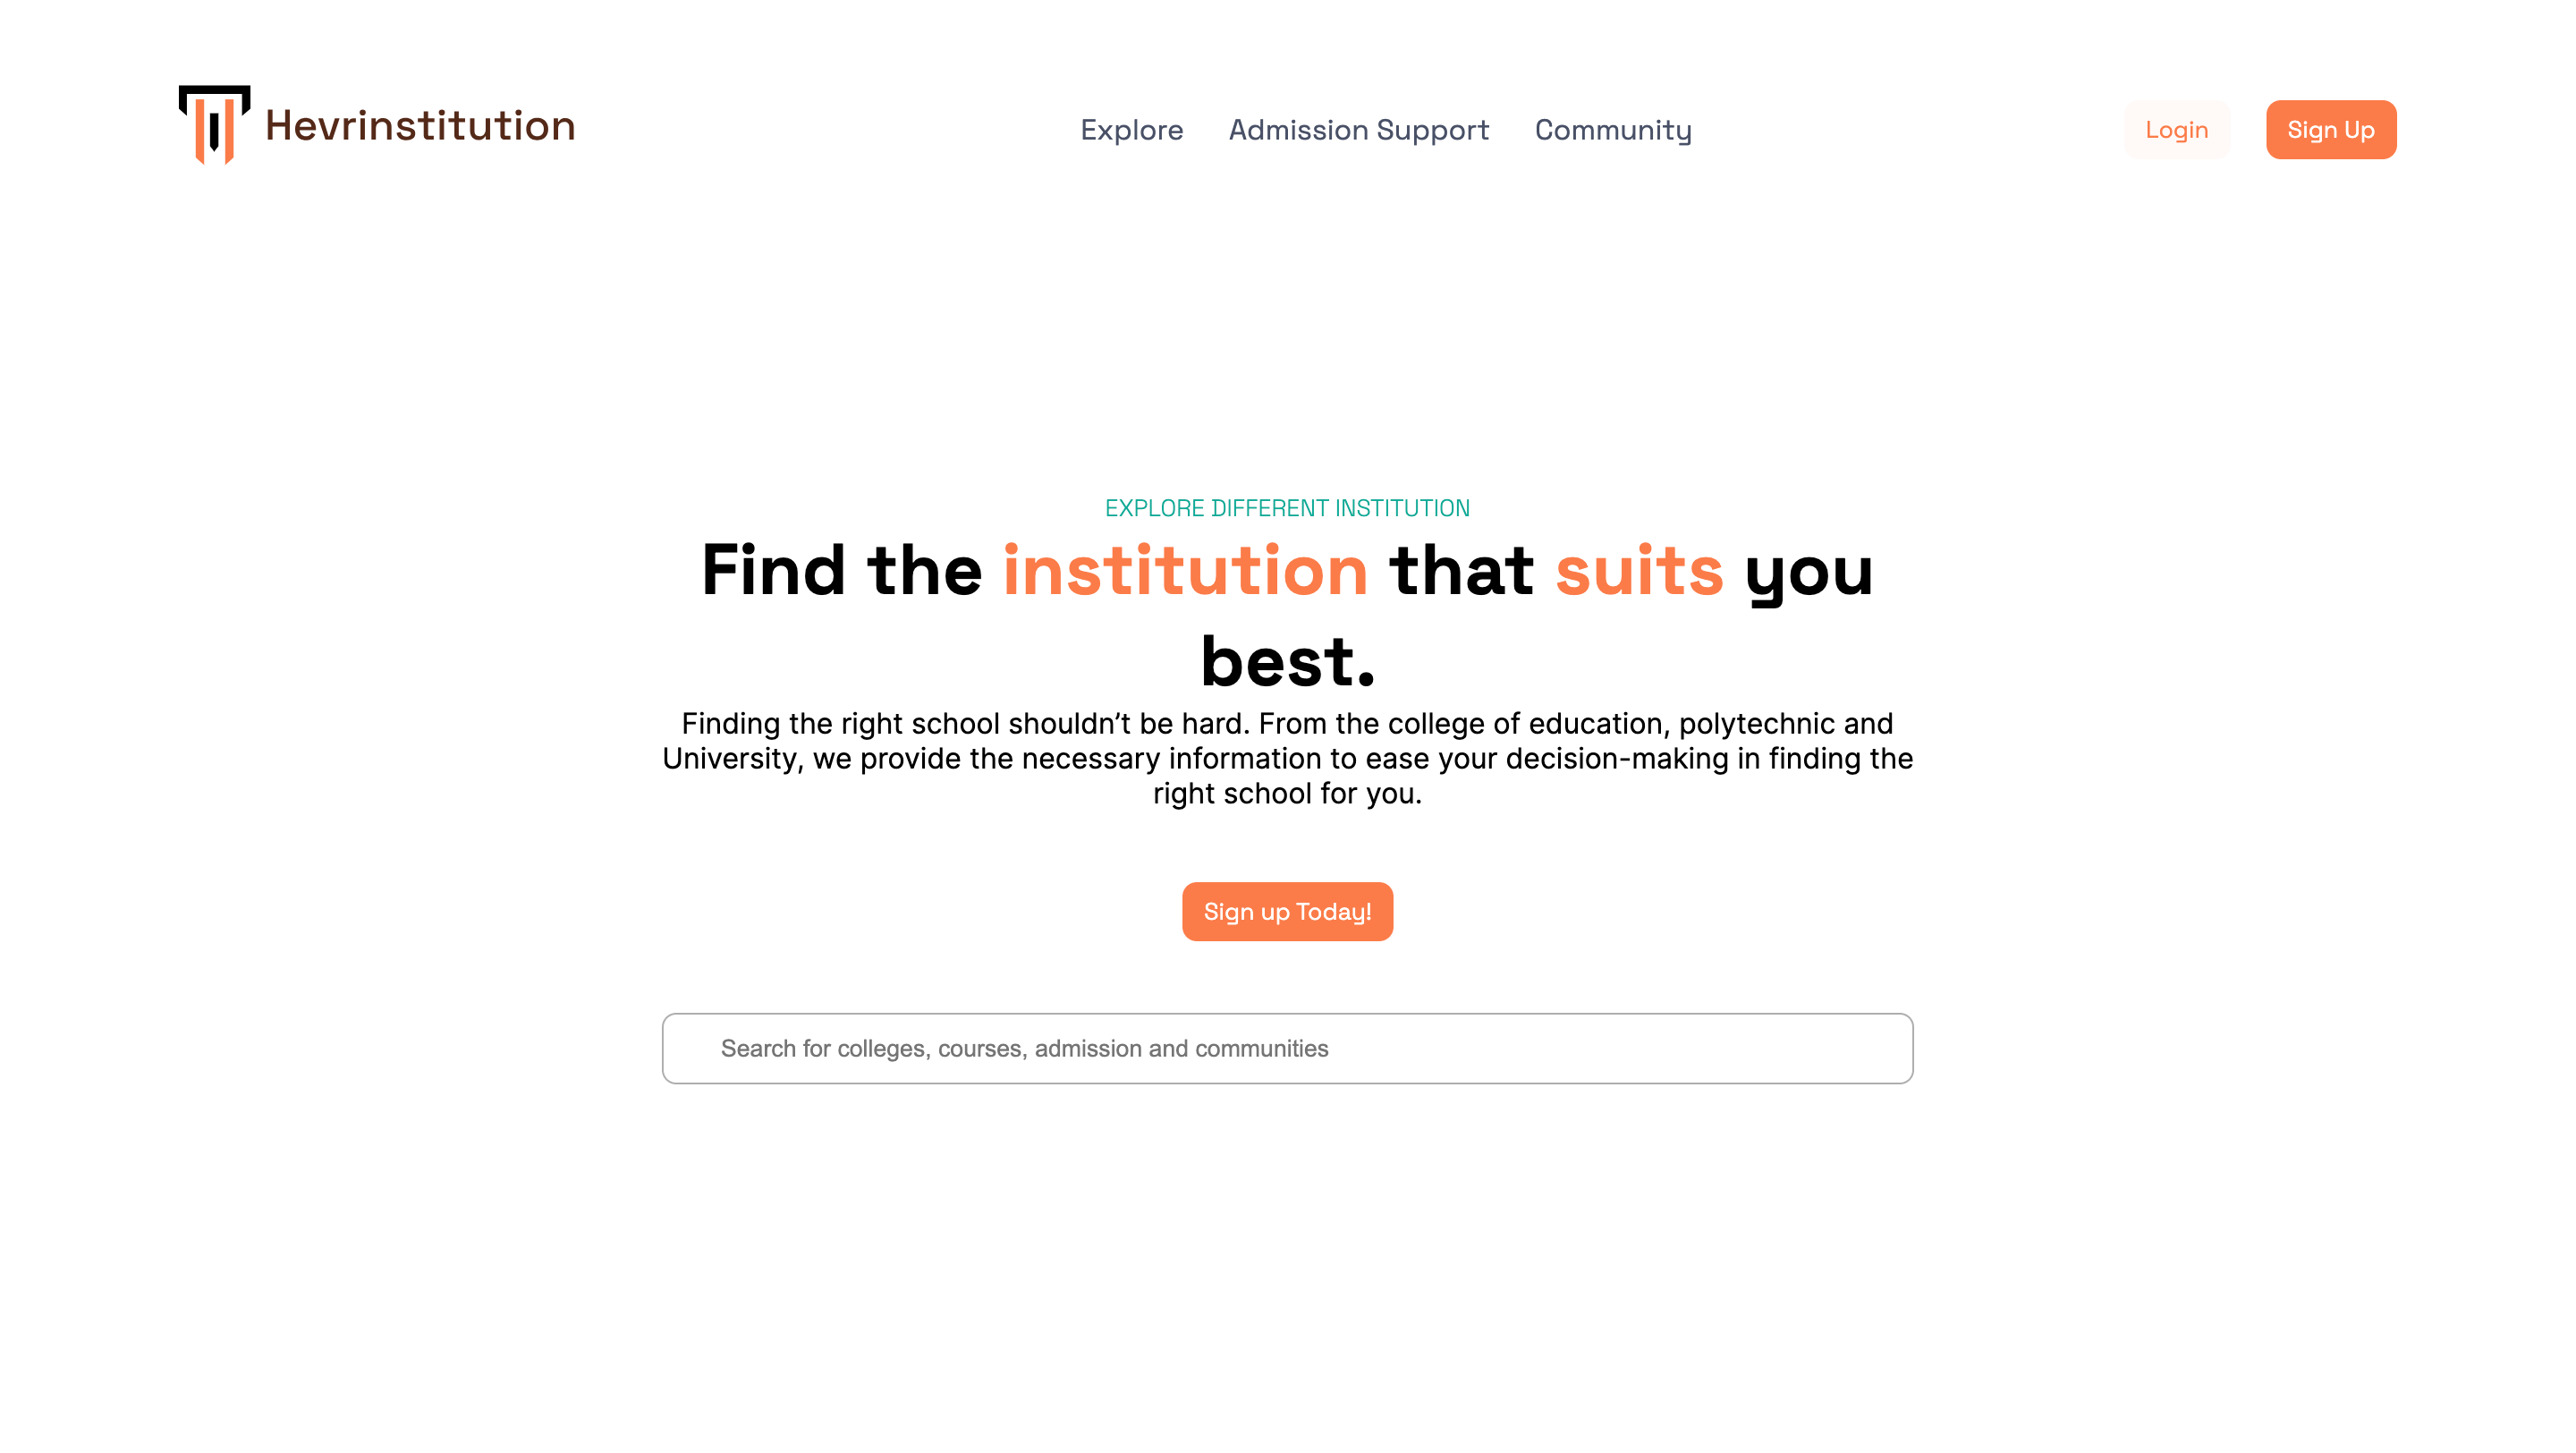 Hevrinstitution
Explore
Admission Support
Community
Login
Sign Up
EXPLORE DIFFERENT INSTITUTION
Find the institution that suits you
best.
Finding the right school shouldn’t be hard. From the college of education, polytechnic and
University, we provide the necessary information to ease your decision-making in finding the
right school for you.
Sign up Today!
Search for colleges, courses, admission and communities